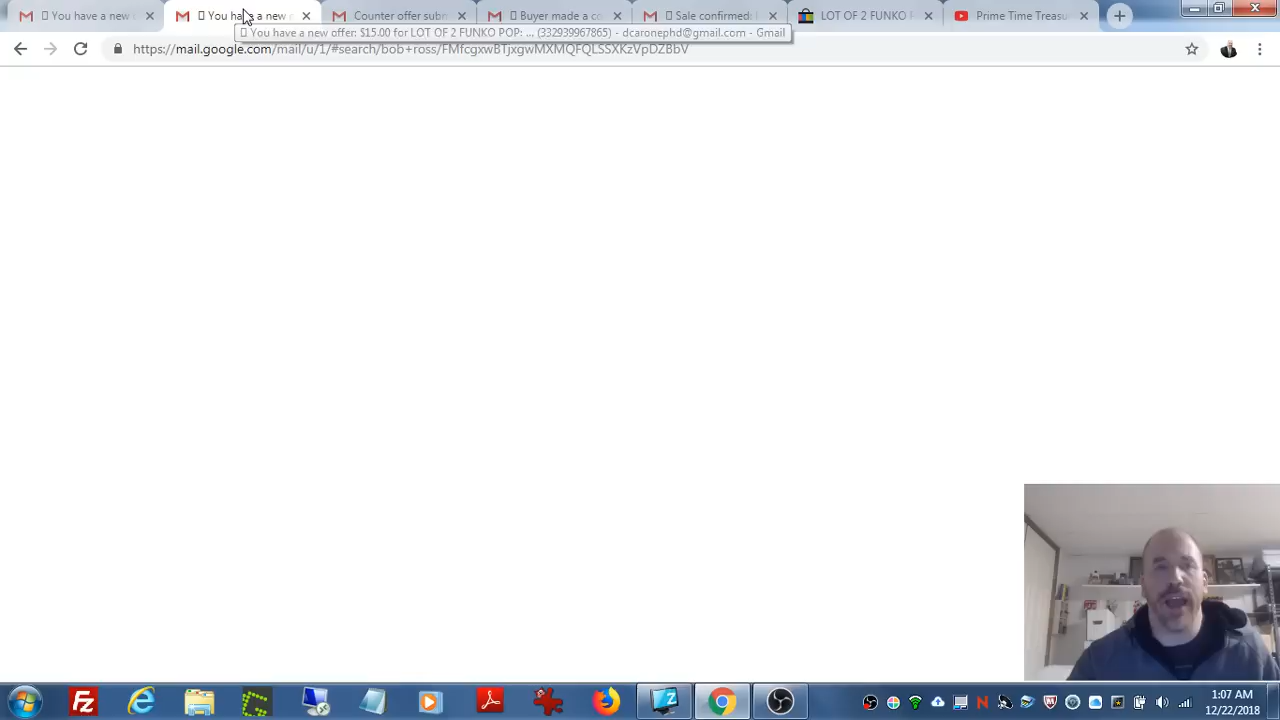 You have new o
You have a new o
Counter offer subm
Buyer made a co
Sale confirmed:
LOT OF 2 FUNKO P
Prime Time Treasu
You have a new offer: $15.00 for LOT OF 2 FUNKO POP: ... (332939967865) - dcaronephd@gmail.com - Gmail
https://mail.google.com/mail/u/1/#search/bob+ross/FMfcgxwBTjxgwMXMQFQLSSXKzVpDZBbV
1:07 AM
12/22/2018